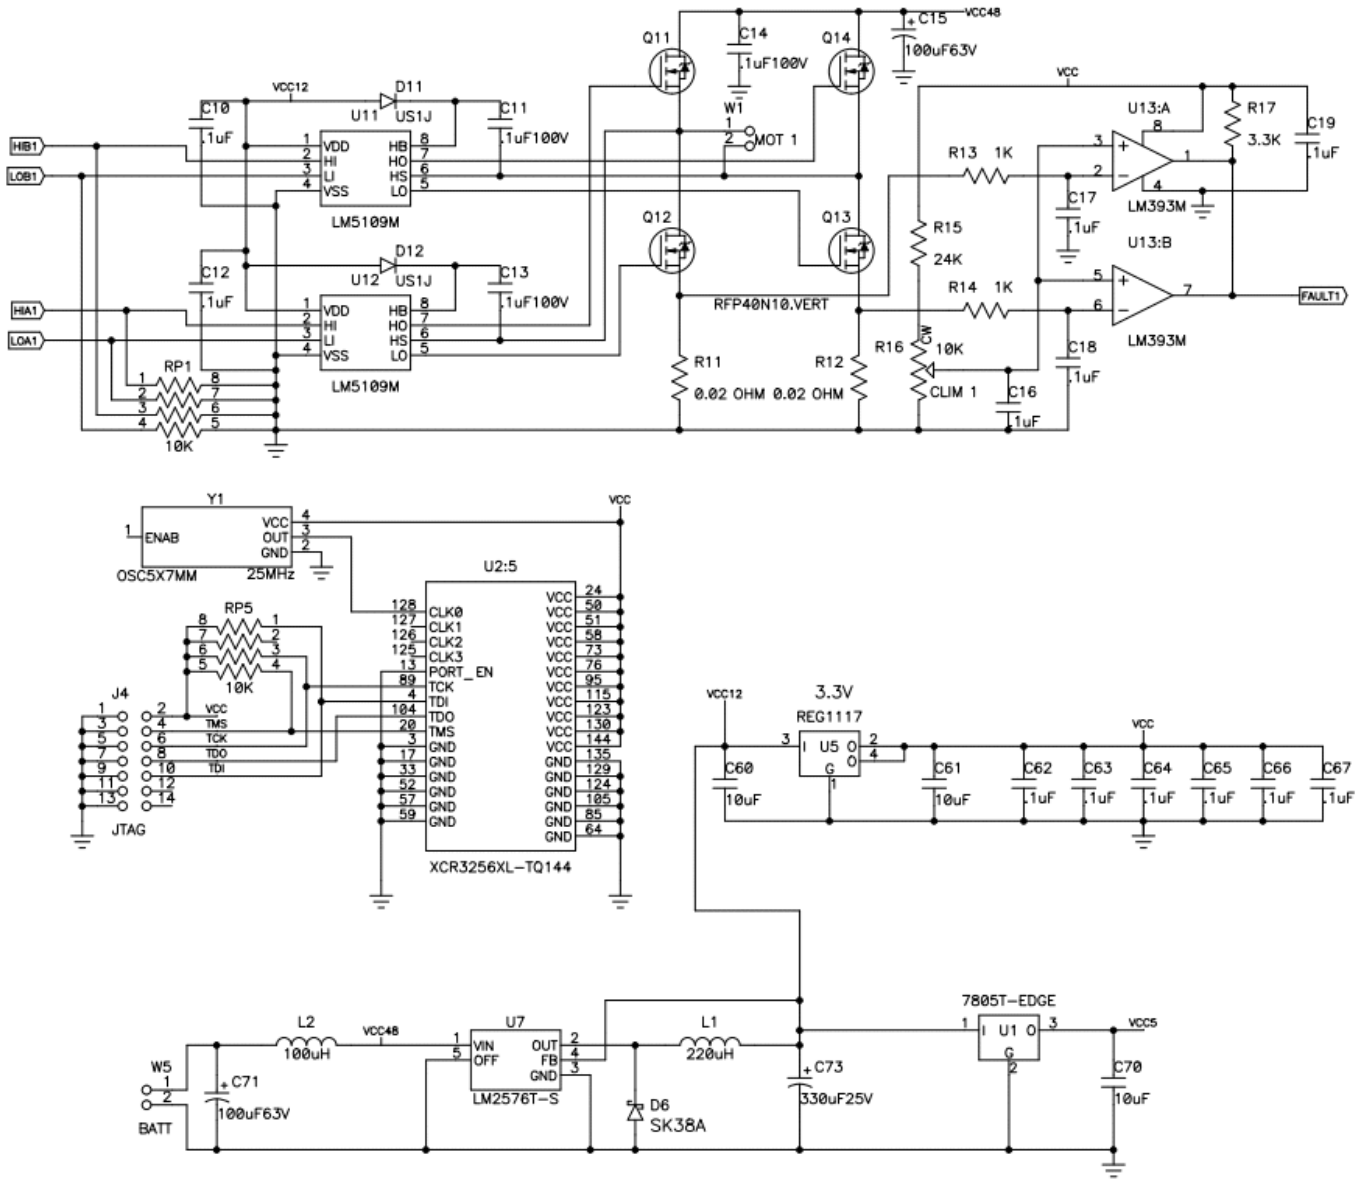 VCC48
C15
+
100uF63V
Q11
C14
.1uF100V
Q14
VCC
VCC12
D11
US1J
U11
C10
.1uF
C11
.1uF100V
W1
1
2
MOT 1
U13:A
8
3
+
2
−
1
4
LM393M
R17
3.3K
C19
.1uF
HIB1
LOB1
1 VDD HB 8
2 HI HO 7
3 LI HS 6
4 VSS LO 5
LM5109M
R13 1K
C17
.1uF
Q12
Q13
R15
24K
U13:B
5
+
6
−
7
LM393M
FAULT1
D12
US1J
U12
C12
.1uF
C13
.1uF100V
RFP40N10.VERT
R14 1K
HIA1
LOA1
1 VDD HB 8
2 HI HO 7
3 LI HS 6
4 VSS LO 5
LM5109M
RP1
1 8
2 7
3 6
4 5
10K
R11
0.02 OHM
R12
0.02 OHM
R16
CW
10K
CLIM 1
C16
.1uF
C18
.1uF
Y1
1 ENAB
VCC 4
OUT 3
GND 2
OSC5X7MM
25MHz
VCC
U2:5
128 CLK0
127 CLK1
126 CLK2
125 CLK3
13 PORT_EN
89 TCK
4 TDI
104 TDO
20 TMS
3 GND
17 GND
33 GND
52 GND
57 GND
59 GND
VCC 24
VCC 50
VCC 51
VCC 58
VCC 73
VCC 76
VCC 95
VCC 115
VCC 123
VCC 130
VCC 144
GND 135
GND 129
GND 124
GND 105
GND 85
GND 64
XCR3256XL-TQ144
RP5
8 1
7 2
6 3
5 4
10K
J4
1 2 VCC
3 4 TMS
5 6 TCK
7 8 TDO
9 10 TDI
11 12
13 14
JTAG
VCC12
3.3V
REG1117
3 I U5 O 2
O 4
G
1
VCC
C60
10uF
C61
10uF
C62
.1uF
C63
.1uF
C64
.1uF
C65
.1uF
C66
.1uF
C67
.1uF
W5
1
2
BATT
+
C71
100uF63V
L2
100uH
VCC48
U7
1 VIN OUT 2
5 OFF FB 4
GND 3
LM2576T-S
L1
220uH
D6
SK38A
+
C73
330uF25V
7805T-EDGE
1 I U1 O 3
G
2
VCC5
C70
10uF